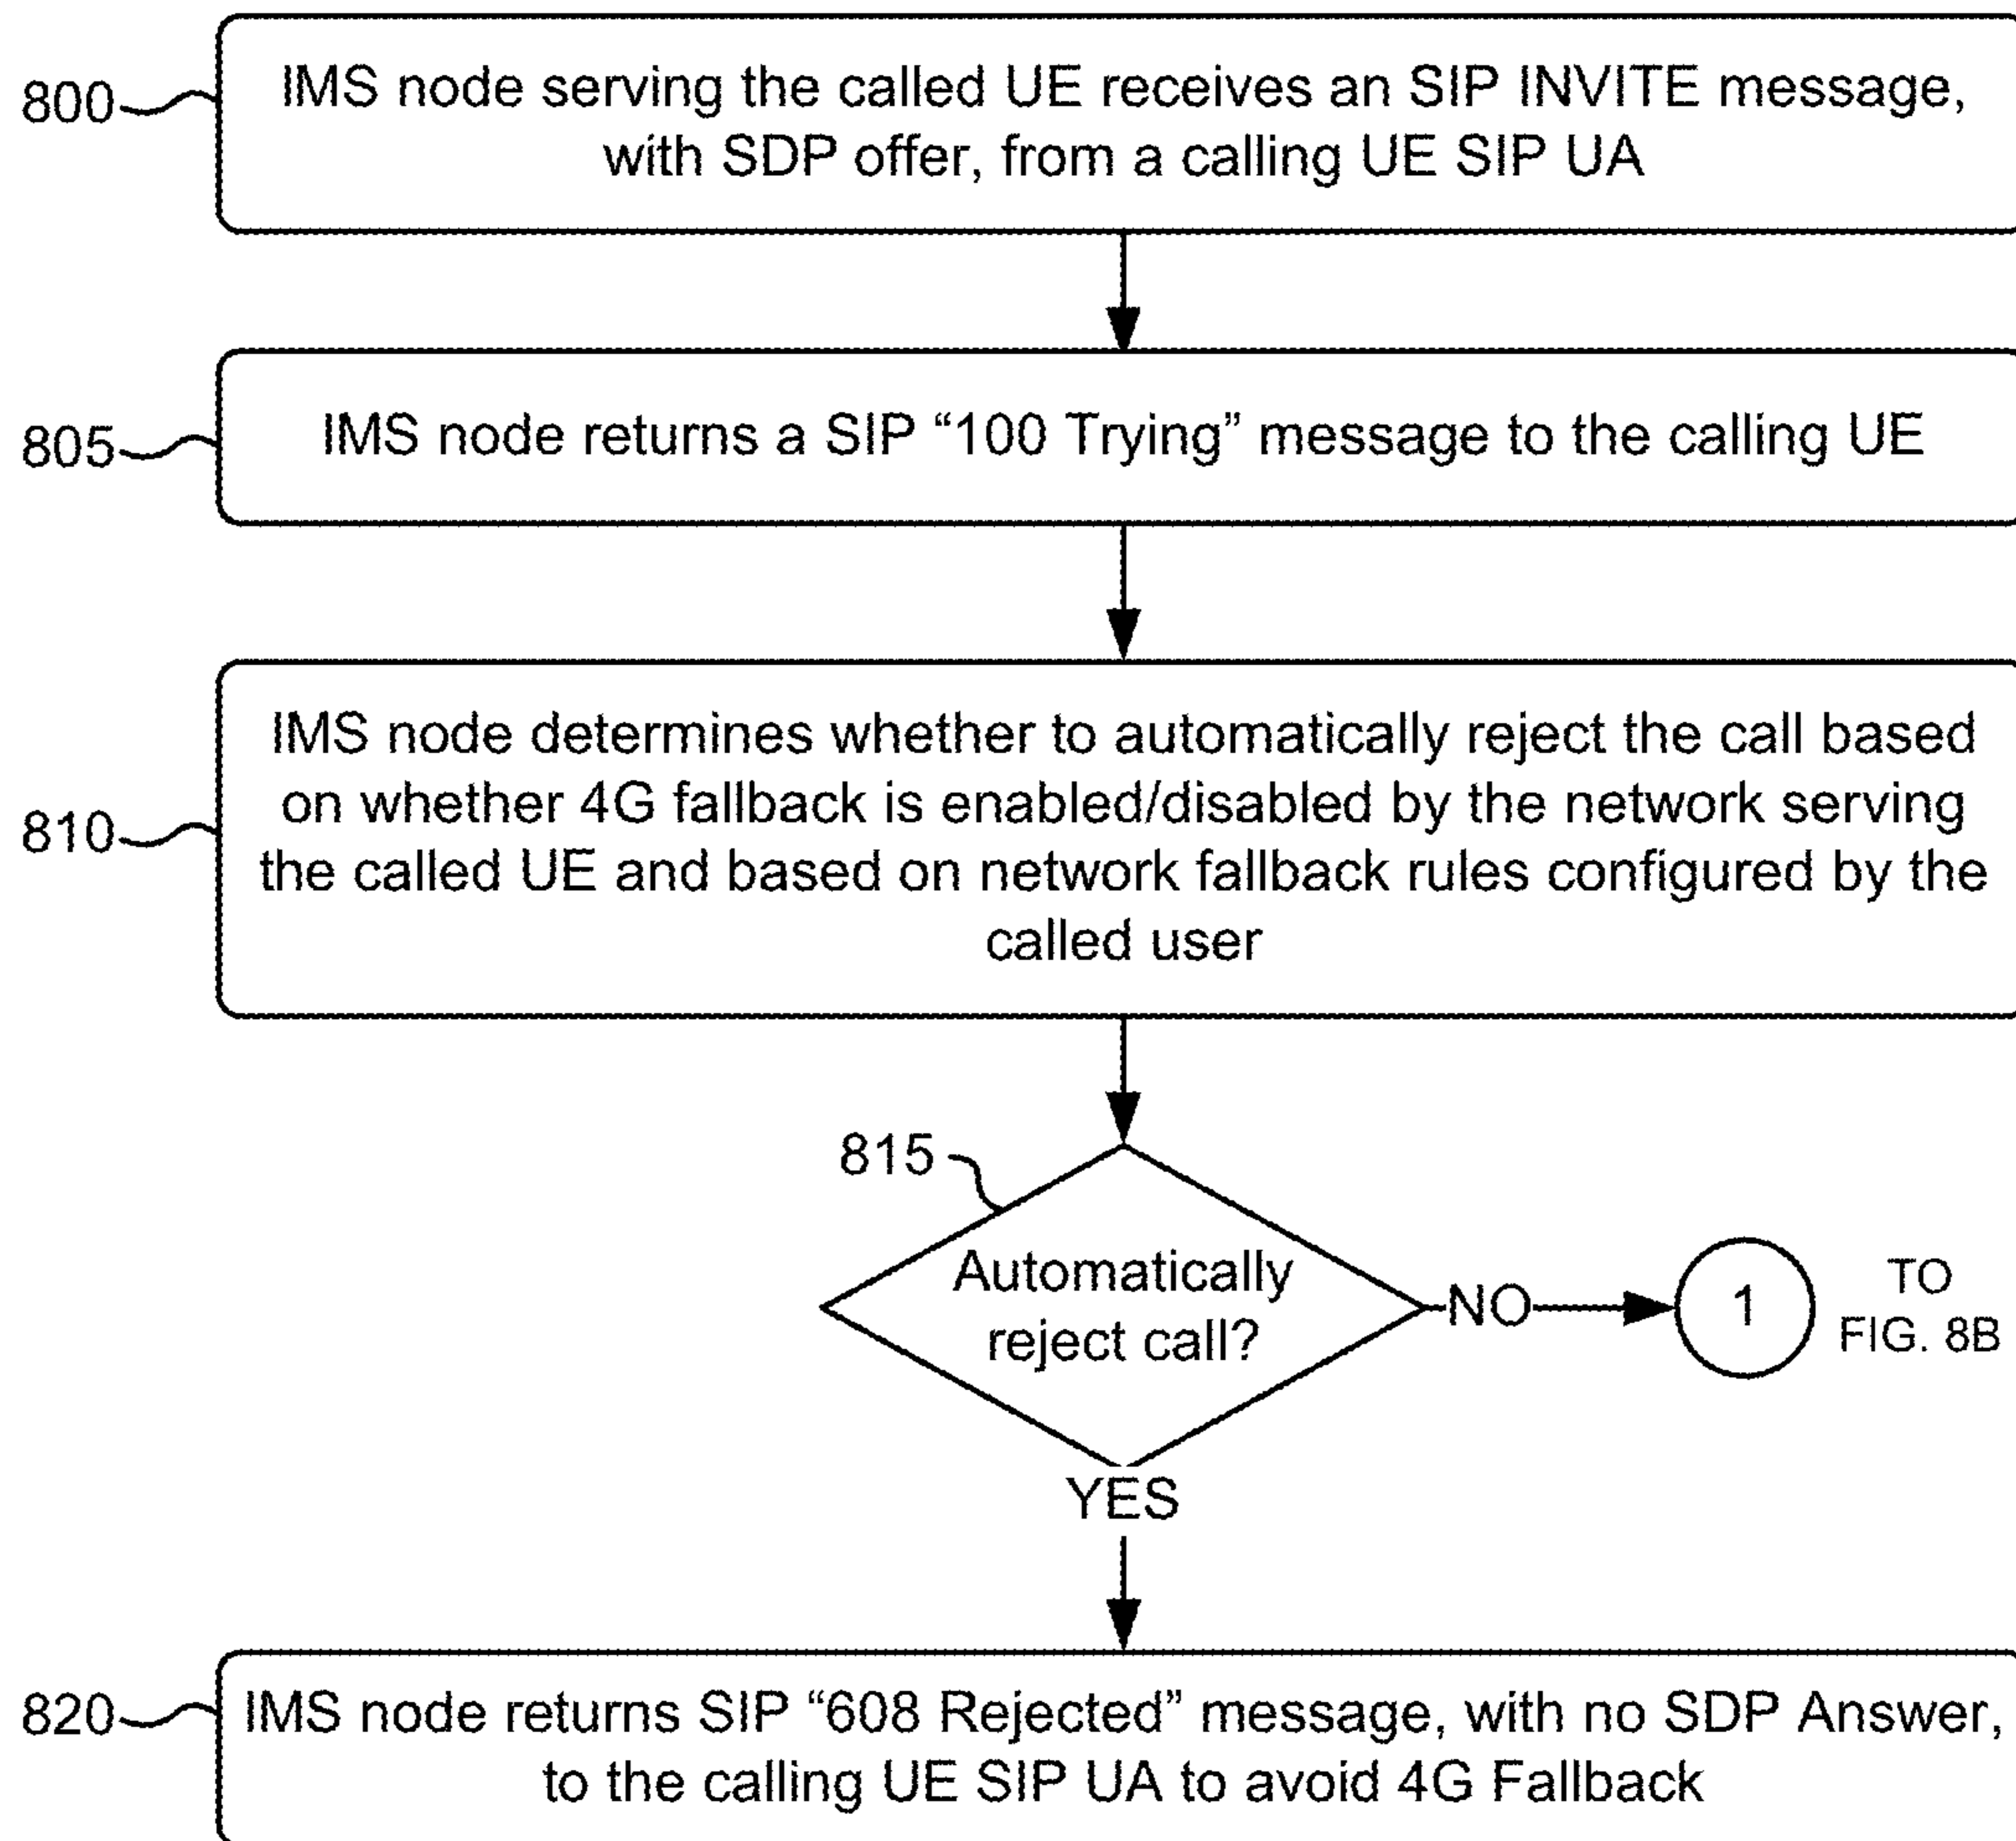 800
IMS node serving the called UE receives an SIP INVITE message,
with SDP offer, from a calling UE SIP UA
805
IMS node returns a SIP “100 Trying” message to the calling UE
810
IMS node determines whether to automatically reject the call based
on whether 4G fallback is enabled/disabled by the network serving
the called UE and based on network fallback rules configured by the
called user
815
Automatically
reject call?
NO
1
TO
FIG. 8B
YES
820
IMS node returns SIP “608 Rejected” message, with no SDP Answer,
to the calling UE SIP UA to avoid 4G Fallback